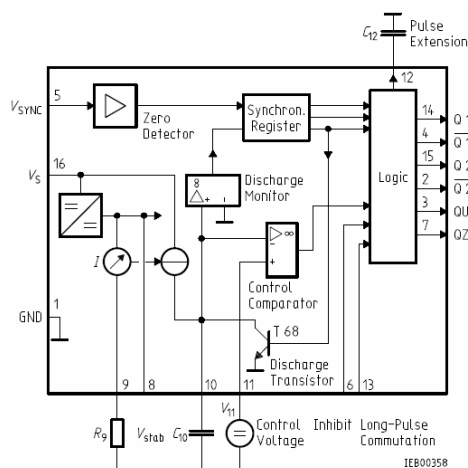 C12
Pulse
Extension
12
VSYNC
5
Zero
Detector
Synchron.
Register
14
Q 1
4
Q 1
15
Q 2
2
Q 2
3
QU
7
QZ
Logic
VS
16
8
+
-
Discharge
Monitor
=
=
∞
-
+
Control
Comparator
I
GND
1
T 68
Discharge
Transistor
9
8
10
11
6
13
R9
Vstab
C10
V11
Control
Voltage
Inhibit
Long-Pulse
Commutation
IEB00358